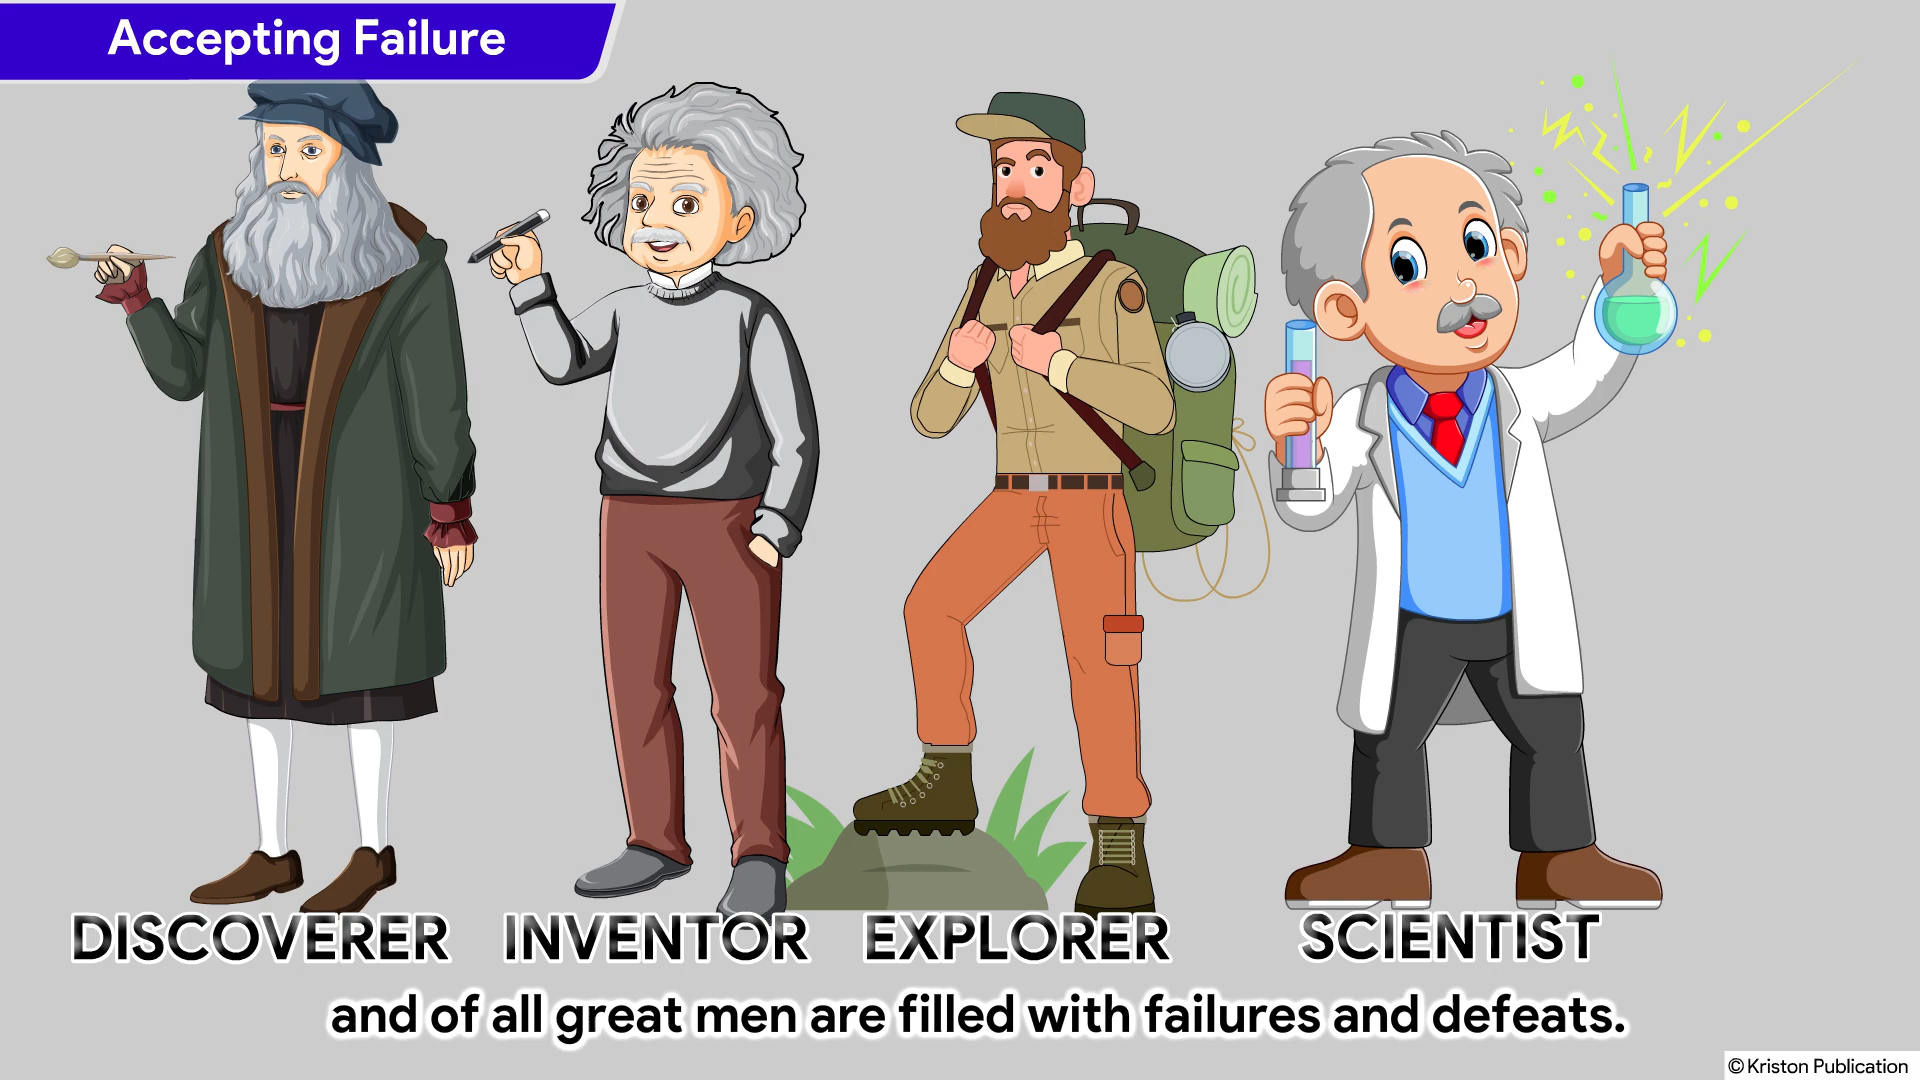 Accepting Failure
DISCOVERER INVENTOR EXPLORER SCIENTIST
and of all great men are filled with failures and defeats.
© Kriston Publication